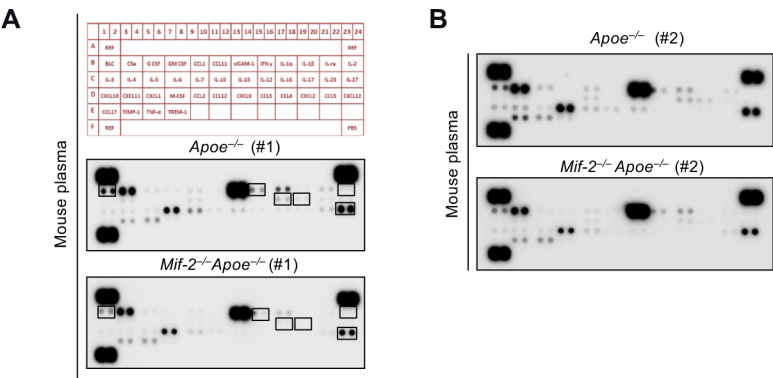 A
B
1 2 3 4 5 6 7 8 9 10 11 12 13 14 15 16 17 18 19 20 21 22 23 24
A REF REF
B BLC C5a G CSF GM CSF CCL1 CCL11 sICAM-1 IFN γ IL-1α IL-1β IL-ra IL-2
C IL-3 IL-4 IL-5 IL-6 IL-7 IL-10 IL-13 IL-12 IL-16 IL-17 IL-23 IL-27
D CXCL10 CXCL11 CXCL1 M-CSF CCL2 CCL12 CXCL9 CCL3 CCL4 CXCL2 CCL5 CXCL12
E CCL17 TIMP-1 TNF-α TREM-1
F REF PBS
Mouse plasma
Apoe–/– (#1)
Mif-2–/–Apoe–/– (#1)
Mouse plasma
Apoe–/– (#2)
Mif-2–/–Apoe–/– (#2)